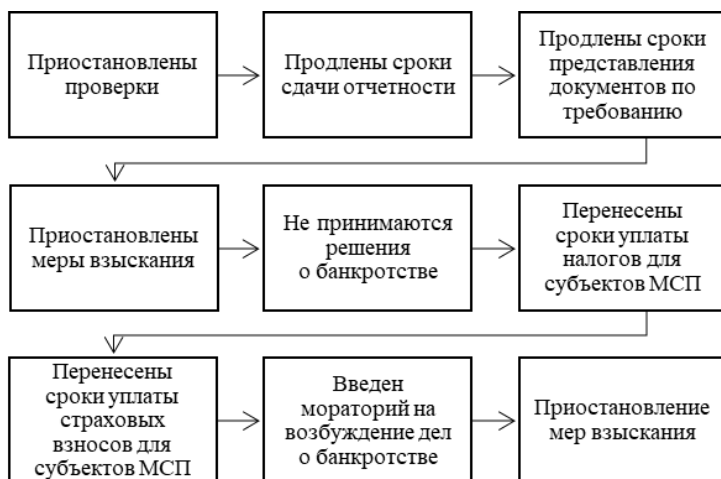 Приостановлены
проверки
Продлены сроки
сдачи отчетности
Продлены сроки
представления
документов по
требованию
Приостановлены
меры взыскания
Не принимаются
решения
о банкротстве
Перенесены
сроки уплаты
налогов для
субъектов МСП
Перенесены
сроки уплаты
страховых
взносов для
субъектов МСП
Введен
мораторий на
возбуждение дел
о банкротстве
Приостановление
мер взыскания